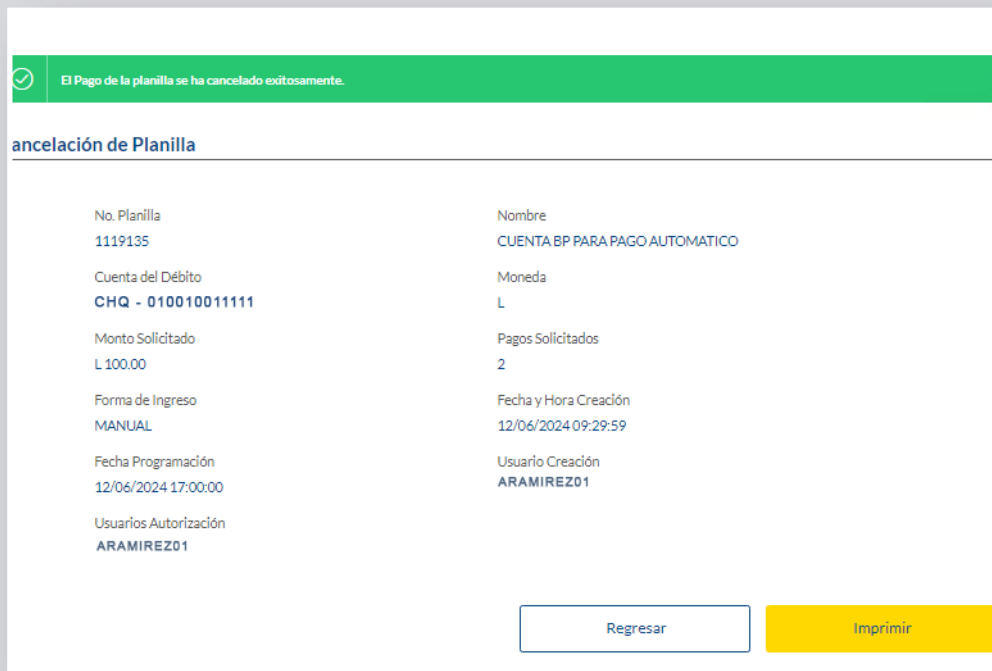 El Pago de la planilla se ha cancelado exitosamente.
ancelación de Planilla
No. Planilla
1119135
Nombre
CUENTA BP PARA PAGO AUTOMATICO
Cuenta del Débito
CHQ - 010010011111
Moneda
L
Monto Solicitado
L 100.00
Pagos Solicitados
2
Forma de Ingreso
MANUAL
Fecha y Hora Creación
12/06/2024 09:29:59
Fecha Programación
12/06/2024 17:00:00
Usuario Creación
ARAMIREZ01
Usuarios Autorización
ARAMIREZ01
Regresar
Imprimir